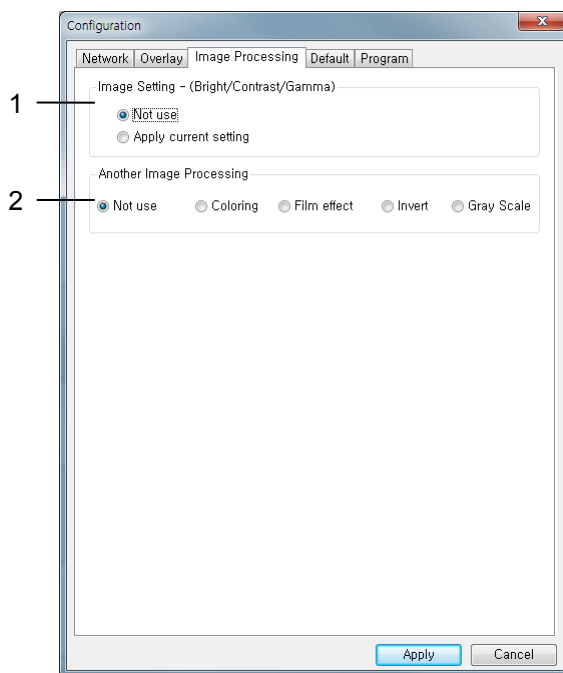 Configuration
Network Overlay Image Processing Default Program
Image Setting - (Bright/Contrast/Gamma)
1
Not use
Apply current setting
Another Image Processing
2
Not use Coloring Film effect Invert Gray Scale
Apply Cancel